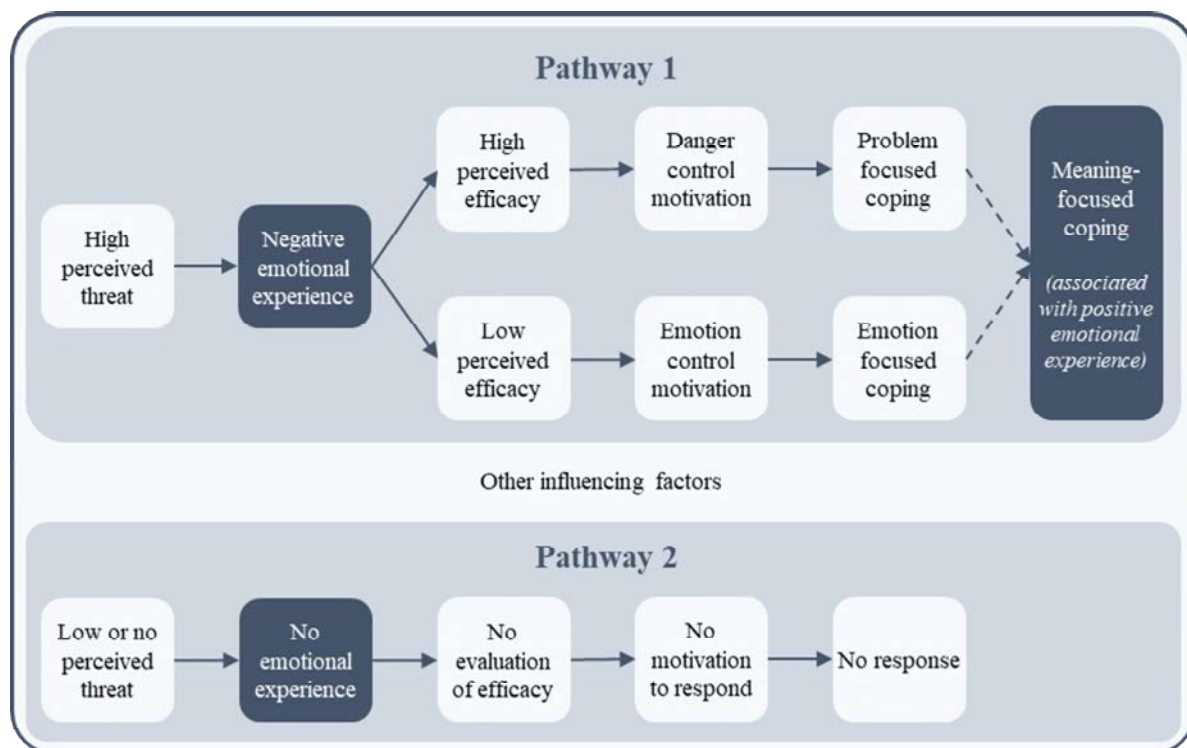 Pathway 1
High
perceived
threat
Negative
emotional
experience
High
perceived
efficacy
Danger
control
motivation
Problem
focused
coping
Low
perceived
efficacy
Emotion
control
motivation
Emotion
focused
coping
Meaning-
focused
coping
(associated
with positive
emotional
experience)
Other influencing factors
Pathway 2
Low or no
perceived
threat
No
emotional
experience
No
evaluation
of efficacy
No
motivation
to respond
No response